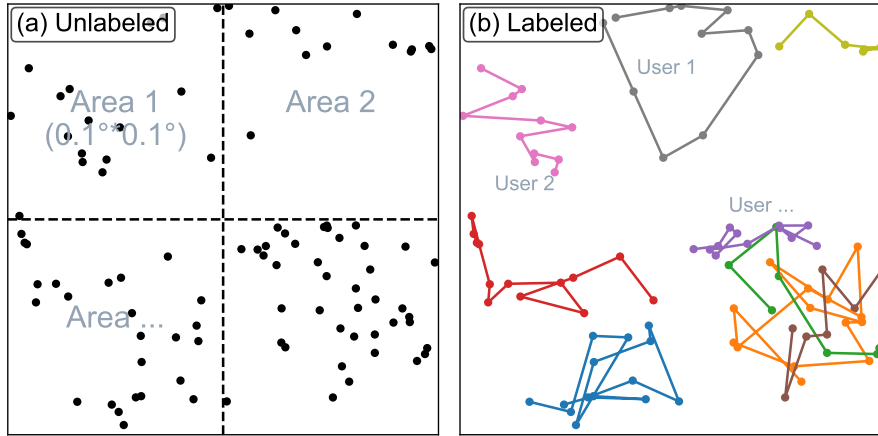 (a) Unlabeled
Area 1
(0.1°*0.1°)
Area 2
Area ...
(b) Labeled
User 1
User 2
User ...